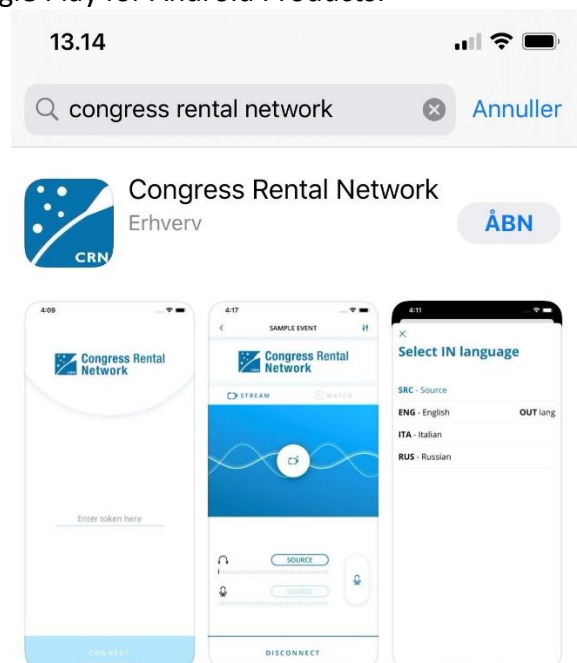 gle Play for Android Products.
13.14
congress rental network
Annuller
Congress Rental Network
Erhverv
ÅBN
CRN
4:09
Congress Rental
Network
Enter token here
CONNECT
4:17
SAMPLE EVENT
Congress Rental
Network
STREAM
WATCH
SOURCE
SOURCE
DISCONNECT
4:11
Select IN language
SRC - Source
ENG - English OUT lang
ITA - Italian
RUS - Russian